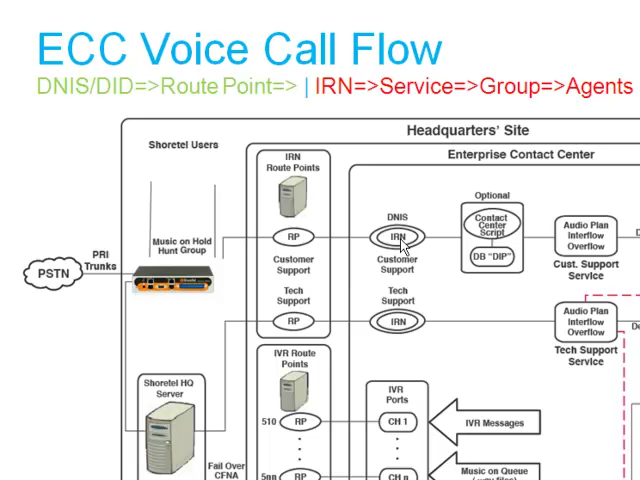 ECC Voice Call Flow
DNIS/DID=>Route Point=> | IRN=>Service=>Group=>Agents
Headquarters' Site
Shoretel Users
Enterprise Contact Center
IRN
Route Points
Optional
DNIS
Contact
Center
Script
DB "DIP"
Audio Plan
Interflow
Overflow
Music on Hold
Hunt Group
RP
IRN
PRI
Trunks
PSTN
Customer
Support
Customer
Support
Cust. Support
Service
Tech
Support
Tech
Support
RP
IRN
Audio Plan
Interflow
Overflow
Tech Support
Service
IVR Route
Points
Shoretel HQ
Server
IVR
Ports
510
RP
CH 1
IVR Messages
Fail Over
CFNA
5nn
RP
CH n
Music on Queue
(.wav files)